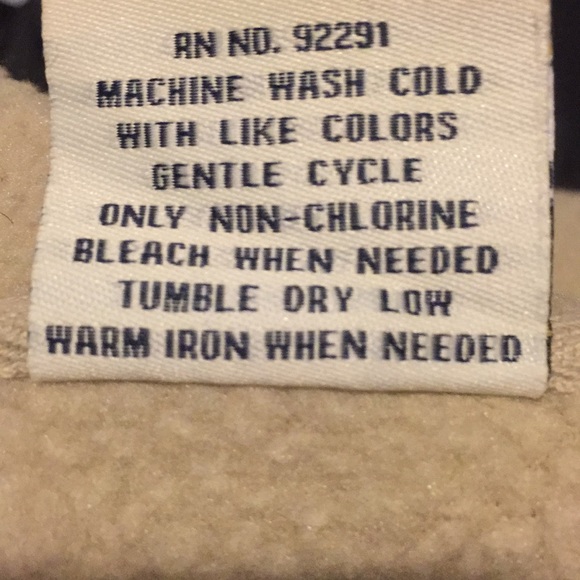 RN NO. 92291
MACHINE WASH COLD
WITH LIKE COLORS
GENTLE CYCLE
ONLY NON-CHLORINE
BLEACH WHEN NEEDED
TUMBLE DRY LOW
WARM IRON WHEN NEEDED